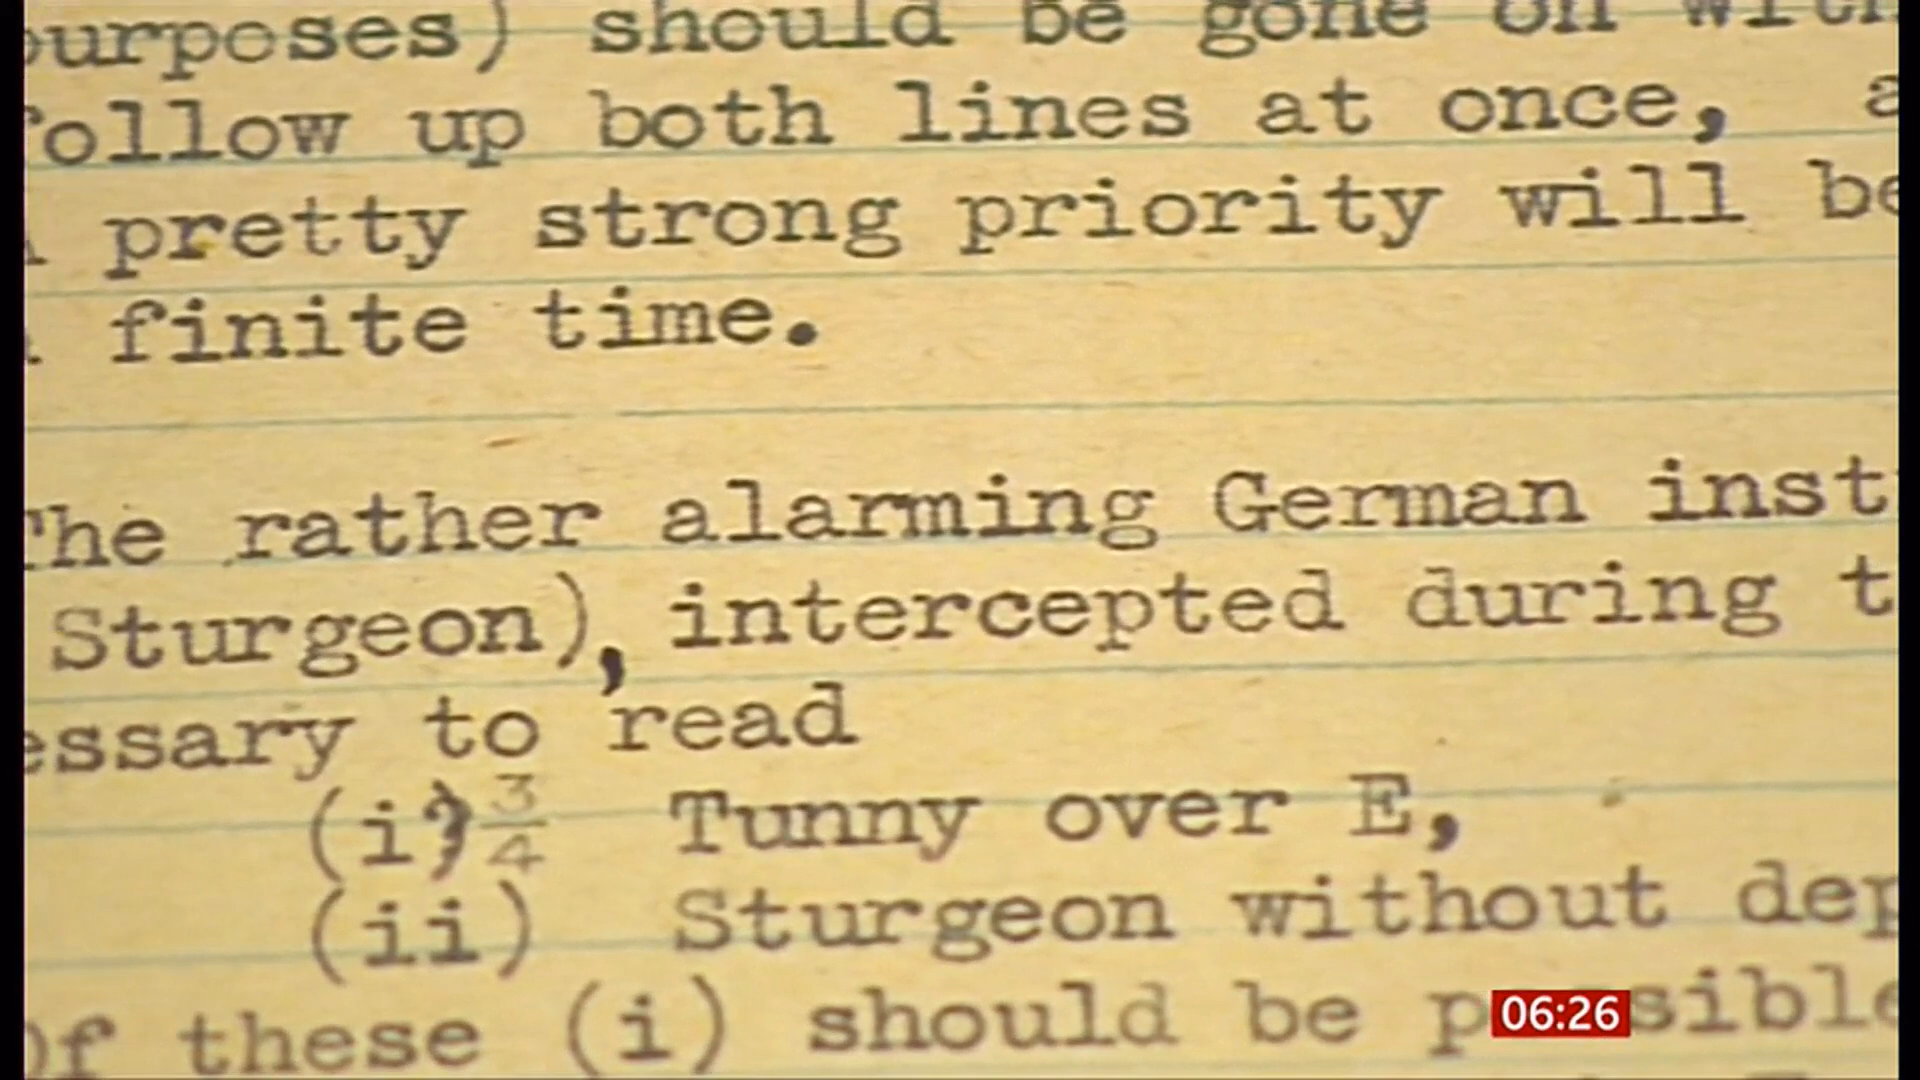 purposes) should be gone on with
follow up both lines at once,
pretty strong priority will be
finite time.
The rather alarming German inst
Sturgeon), intercepted during t
essary to read
(i) 3/4 Tunny over E,
(ii) Sturgeon without dep
Of these (i) should be p sible
06:26